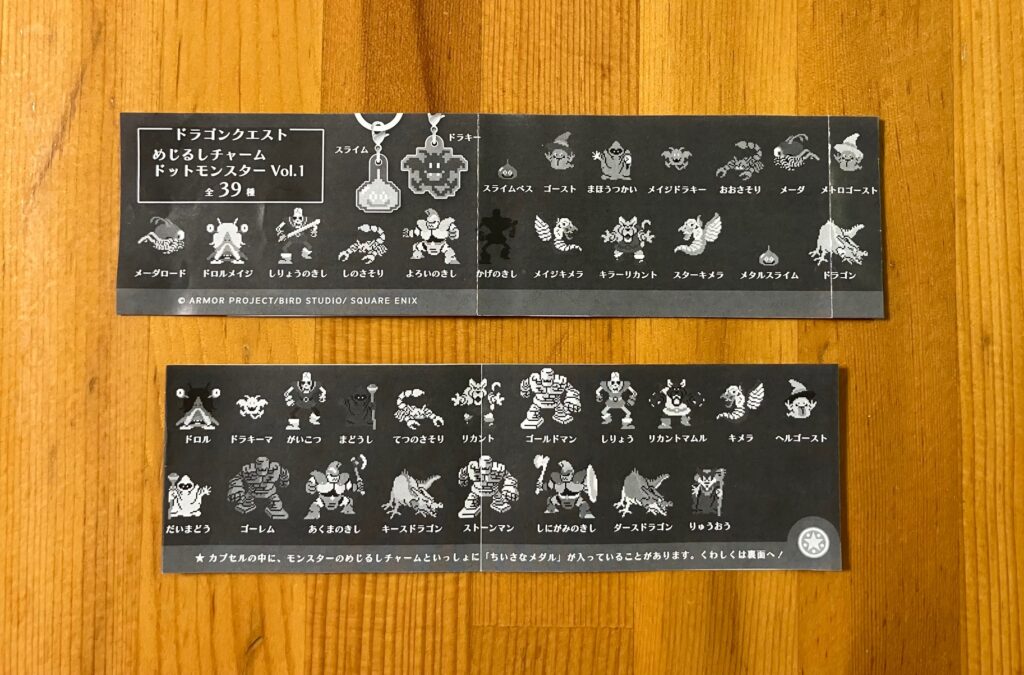 ドラゴンクエスト
めじるしチャーム
ドットモンスター Vol.1
全 39 種
スライム
ドラキー
スライムベス ゴースト まほうつかい メイジドラキー おおさそり メーダ メトロゴースト
メーダロード ドロルメイジ しりょうのきし しのさそり よろいのきし かげのきし メイジキメラ キラーリカント スターキメラ メタルスライム ドラゴン
© ARMOR PROJECT/BIRD STUDIO/ SQUARE ENIX
ドロル ドラキーマ がいこつ まどうし てつのさそり リカント ゴールドマン しりょう リカントマムル キメラ ヘルゴースト
だいまどう ゴーレム あくまのきし キースドラゴン ストーンマン しにがみのきし ダースドラゴン りゅうおう
★ カプセルの中に、モンスターのめじるしチャームといっしょに「ちいさなメダル」が入っていることがあります。くわしくは裏面へ！